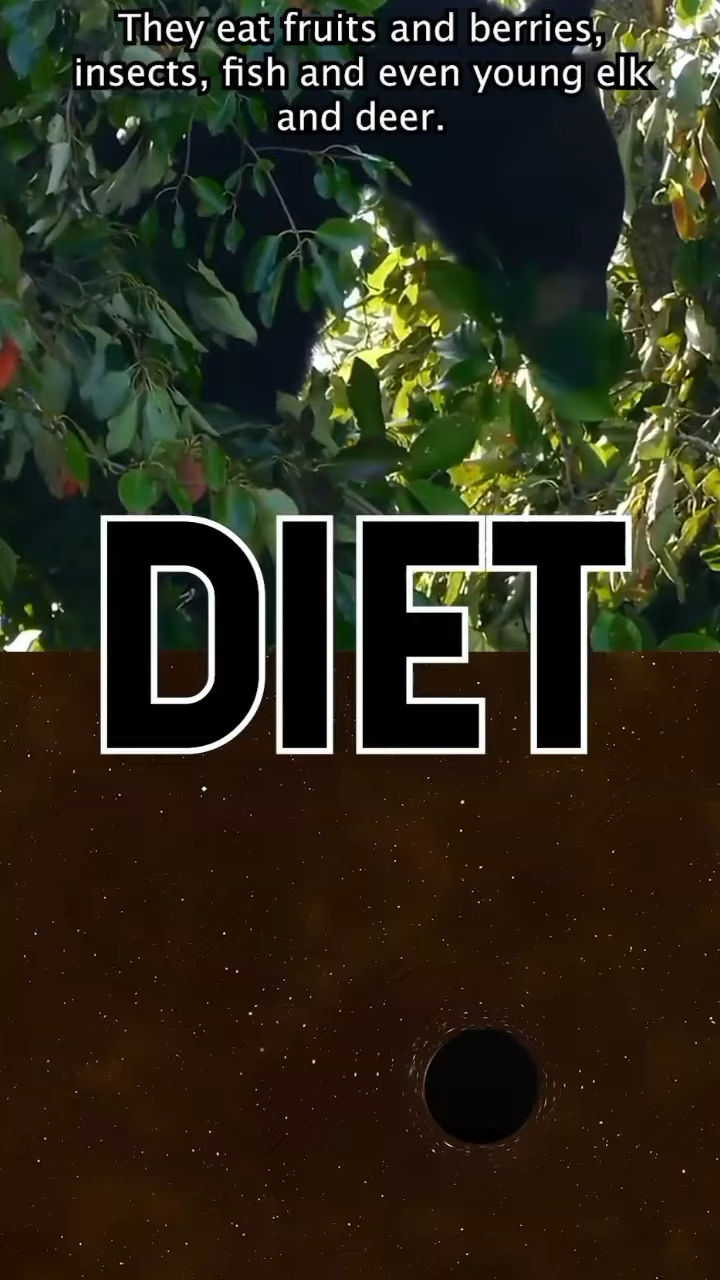 They eat fruits and berries,
insects, fish and even young elk
and deer.
DIET